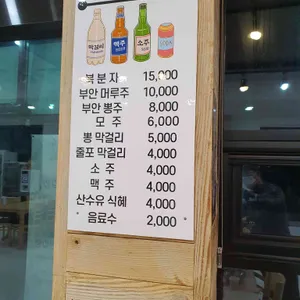 막걸리 맥주 소주
복 분 자 15,000
부안 머루주 10,000
부안 뽕주 8,000
모 주 6,000
뽕 막걸리 5,000
줄포 막걸리 4,000
소 주 4,000
맥 주 4,000
산수유 식혜 4,000
음료수 2,000